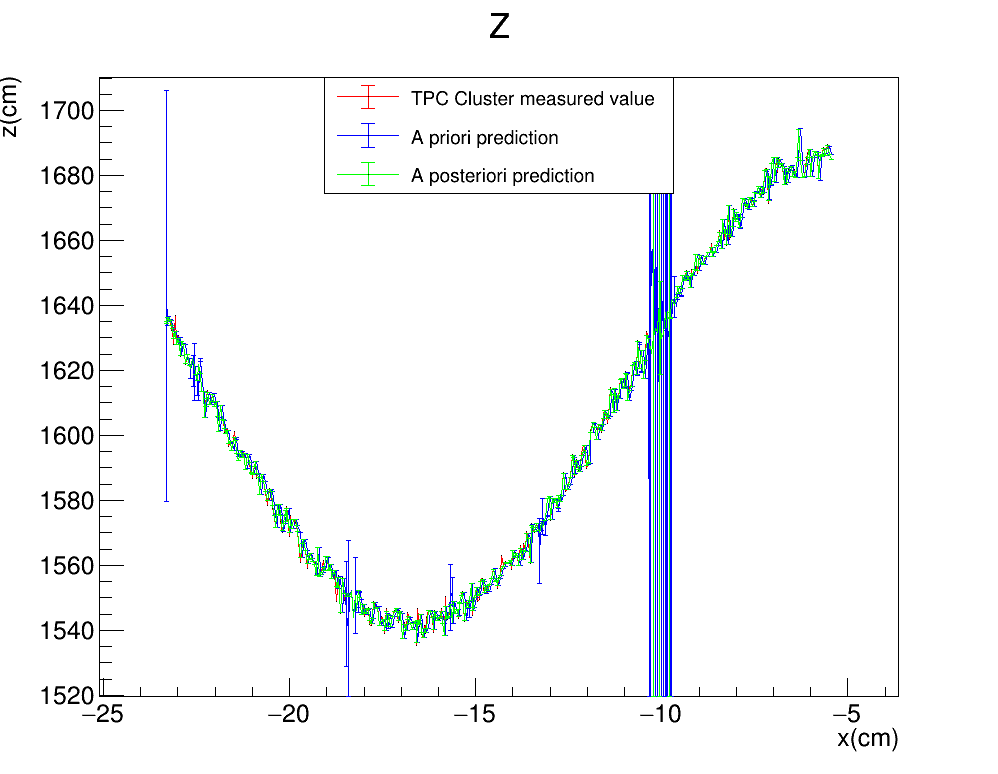 Z
z(cm)
TPC Cluster measured value
A priori prediction
A posteriori prediction
1700
1680
1660
1640
1620
1600
1580
1560
1540
1520
−25
−20
−15
−10
−5
x(cm)